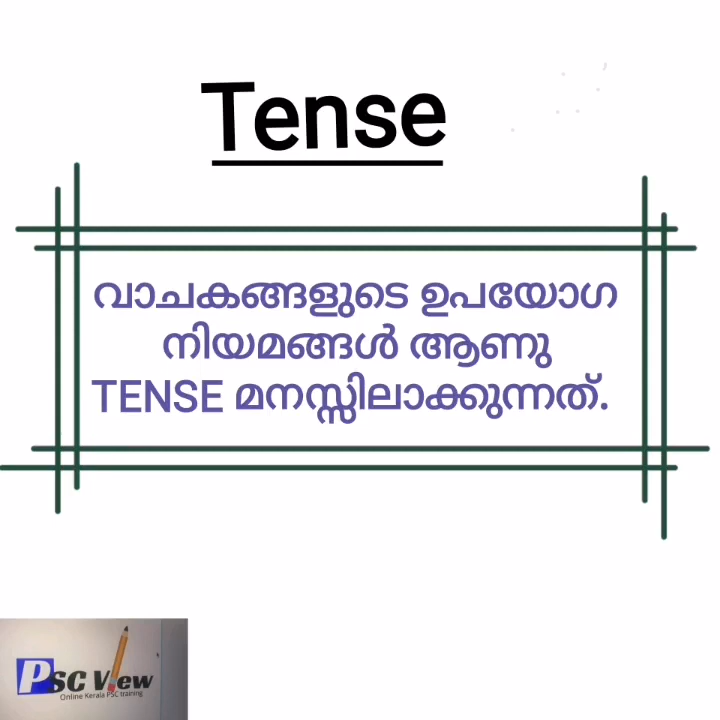 Tense
വാചകങ്ങളുടെ ഉപയോഗ
നിയമങ്ങൾ ആണു
TENSE മനസ്സിലാക്കുന്നത്.
PSC View
Online Kerala PSC training